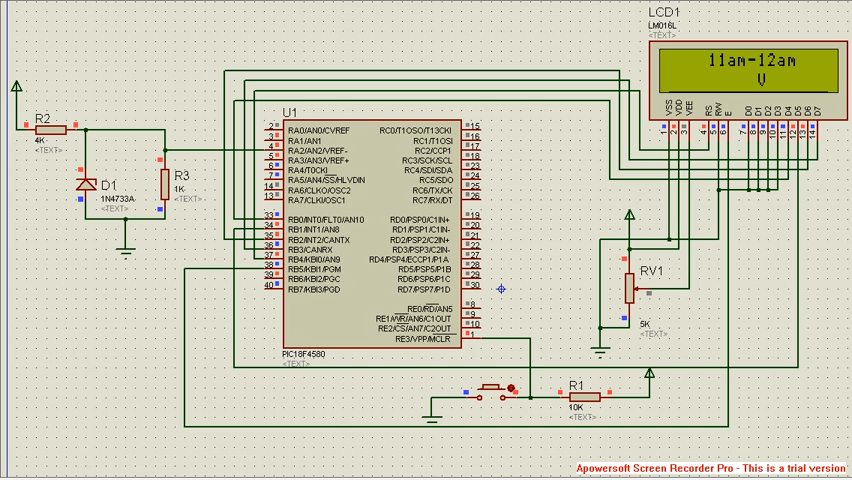 LCD1
LM016L
<TEXT>
11am-12am
V
VSS
VDD
VEE
RS
RW
E
D0
D1
D2
D3
D4
D5
D6
D7
1
2
3
4
5
6
7
8
9
10
11
12
13
14
R2
4K
<TEXT>
D1
1N4733A
<TEXT>
R3
1K
<TEXT>
U1
2 RA0/AN0/CVREF RC0/T1OSO/T13CKI 15
3 RA1/AN1 RC1/T1OSI 16
4 RA2/AN2/VREF- RC2/CCP1 17
5 RA3/AN3/VREF+ RC3/SCK/SCL 18
6 RA4/T0CKI RC4/SDI/SDA 23
7 RA5/AN4/SS/HLVDIN RC5/SDO 24
14 RA6/CLKO/OSC2 RC6/TX/CK 25
13 RA7/CLKI/OSC1 RC7/RX/DT 26
33 RB0/INT0/FLT0/AN10 RD0/PSP0/C1IN+ 19
34 RB1/INT1/AN8 RD1/PSP1/C1IN- 20
35 RB2/INT2/CANTX RD2/PSP2/C2IN+ 21
36 RB3/CANRX RD3/PSP3/C2IN- 22
37 RB4/KBI0/AN9 RD4/PSP4/ECCP1/P1A 27
38 RB5/KBI1/PGM RD5/PSP5/P1B 28
39 RB6/KBI2/PGC RD6/PSP6/P1C 29
40 RB7/KBI3/PGD RD7/PSP7/P1D 30
RE0/RD/AN5 8
RE1/WR/AN6/C1OUT 9
RE2/CS/AN7/C2OUT 10
RE3/VPP/MCLR 1
PIC18F4580
<TEXT>
RV1
5K
<TEXT>
R1
10K
<TEXT>
Apowersoft Screen Recorder Pro - This is a trial version